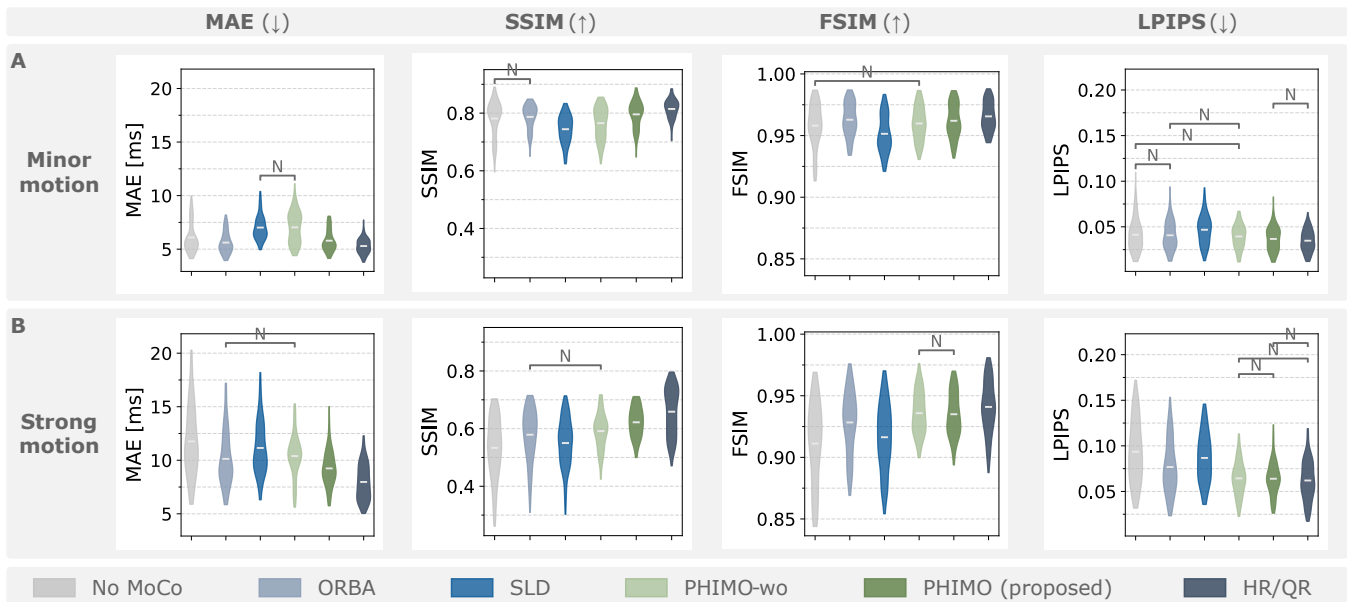 MAE (↓) SSIM (↑) FSIM (↑) LPIPS (↓)
A
Minor
motion
MAE [ms]
20
15
10
5
N
SSIM
0.8
0.6
0.4
N
FSIM
1.00
0.95
0.90
0.85
N
LPIPS
0.20
0.15
0.10
0.05
N
N
N
N
B
Strong
motion
MAE [ms]
20
15
10
5
N
SSIM
0.8
0.6
0.4
N
FSIM
1.00
0.95
0.90
0.85
N
LPIPS
0.20
0.15
0.10
0.05
N
N
N
No MoCo ORBA SLD PHIMO-wo PHIMO (proposed) HR/QR